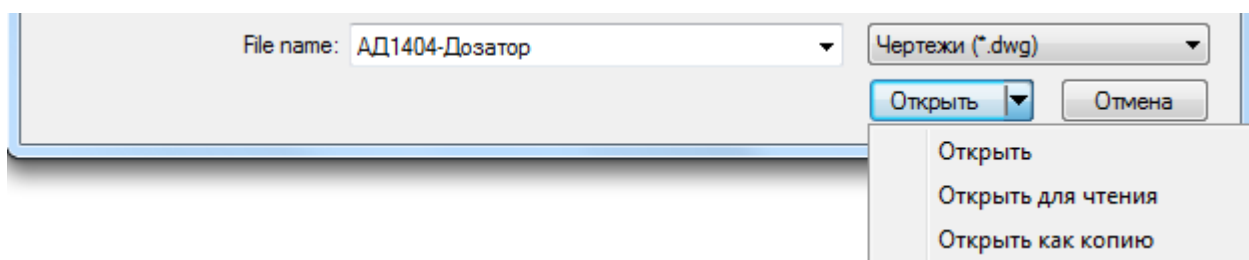 File name: АД1404-Дозатор Чертежи (*.dwg)
Открыть Отмена
Открыть
Открыть для чтения
Открыть как копию